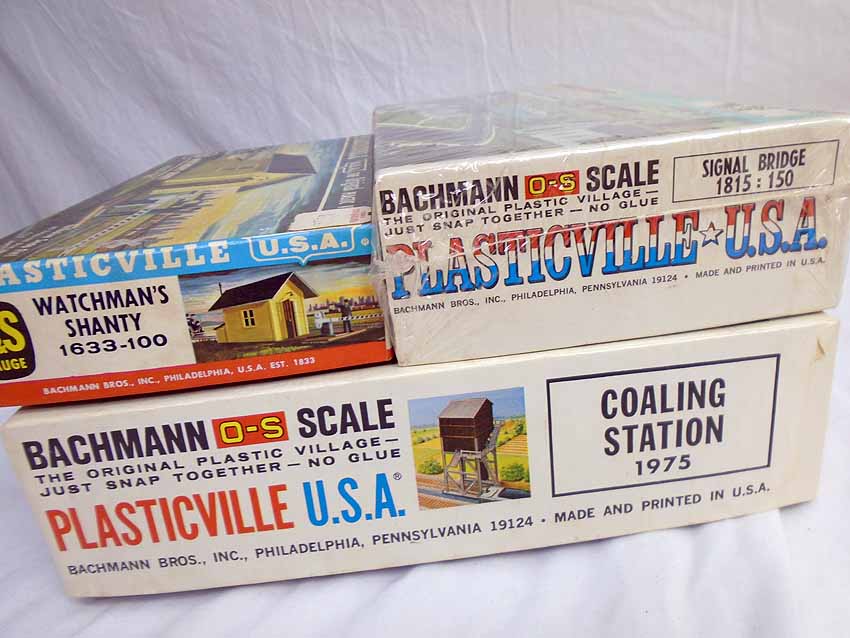 ASTICVILLE U.S.A.
&S
AUGE
WATCHMAN'S
SHANTY
1633-100
BACHMANN BROS., INC., PHILADELPHIA, U.S.A. EST. 1833
BACHMANN O-S SCALE
THE ORIGINAL PLASTIC VILLAGE—
JUST SNAP TOGETHER—NO GLUE
SIGNAL BRIDGE
1815 : 150
PLASTICVILLE☆U.S.A.
BACHMANN BROS., INC., PHILADELPHIA, PENNSYLVANIA 19124 • MADE AND PRINTED IN U.S.A.
BACHMANN O-S SCALE
THE ORIGINAL PLASTIC VILLAGE—
JUST SNAP TOGETHER—NO GLUE
PLASTICVILLE U.S.A.®
COALING
STATION
1975
BACHMANN BROS., INC., PHILADELPHIA, PENNSYLVANIA 19124 • MADE AND PRINTED IN U.S.A.